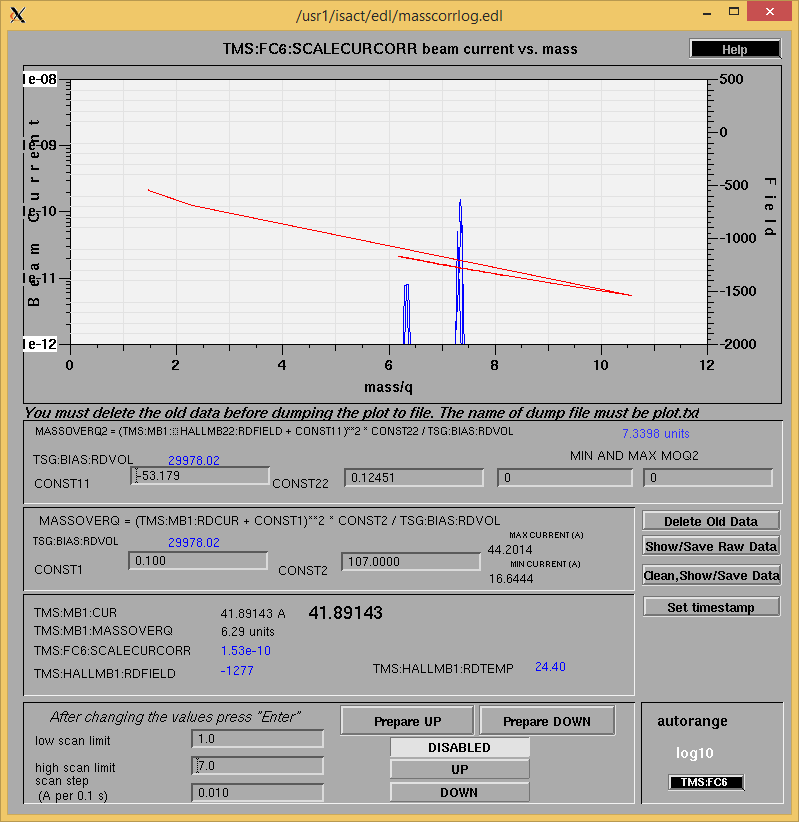 /usr1/isact/edl/masscorrlog.edl
TMS:FC6:SCALECURCORR beam current vs. mass
Help
1e-08
1e-09
1e-10
1e-11
1e-12
Beam Current
500
0
-500
-1000
-1500
-2000
Field
0 2 4 6 8 10 12
mass/q
You must delete the old data before dumping the plot to file. The name of dump file must be plot.txt
MASSOVERQ2 = (TMS:MB1: HALLMB22:RDFIELD + CONST11)**2 * CONST22 / TSG:BIAS:RDVOL
7.3398 units
TSG:BIAS:RDVOL 29978.02
MIN AND MAX MOQ2
CONST11 -53.179 CONST22 0.12451 0 0
MASSOVERQ = (TMS:MB1:RDCUR + CONST1)**2 * CONST2 / TSG:BIAS:RDVOL
TSG:BIAS:RDVOL 29978.02
MAX CURRENT (A)
44.2014
MIN CURRENT (A)
16.6444
CONST1 0.100 CONST2 107.0000
Delete Old Data
Show/Save Raw Data
Clean,Show/Save Data
Set timestamp
TMS:MB1:CUR 41.89143 A 41.89143
TMS:MB1:MASSOVERQ 6.29 units
TMS:FC6:SCALECURCORR 1.53e-10
TMS:HALLMB1:RDFIELD -1277
TMS:HALLMB1:RDTEMP 24.40
After changing the values press "Enter"
low scan limit 1.0
high scan limit 7.0
scan step
(A per 0.1 s) 0.010
Prepare UP
Prepare DOWN
DISABLED
UP
DOWN
autorange
log10
TMS:FC6